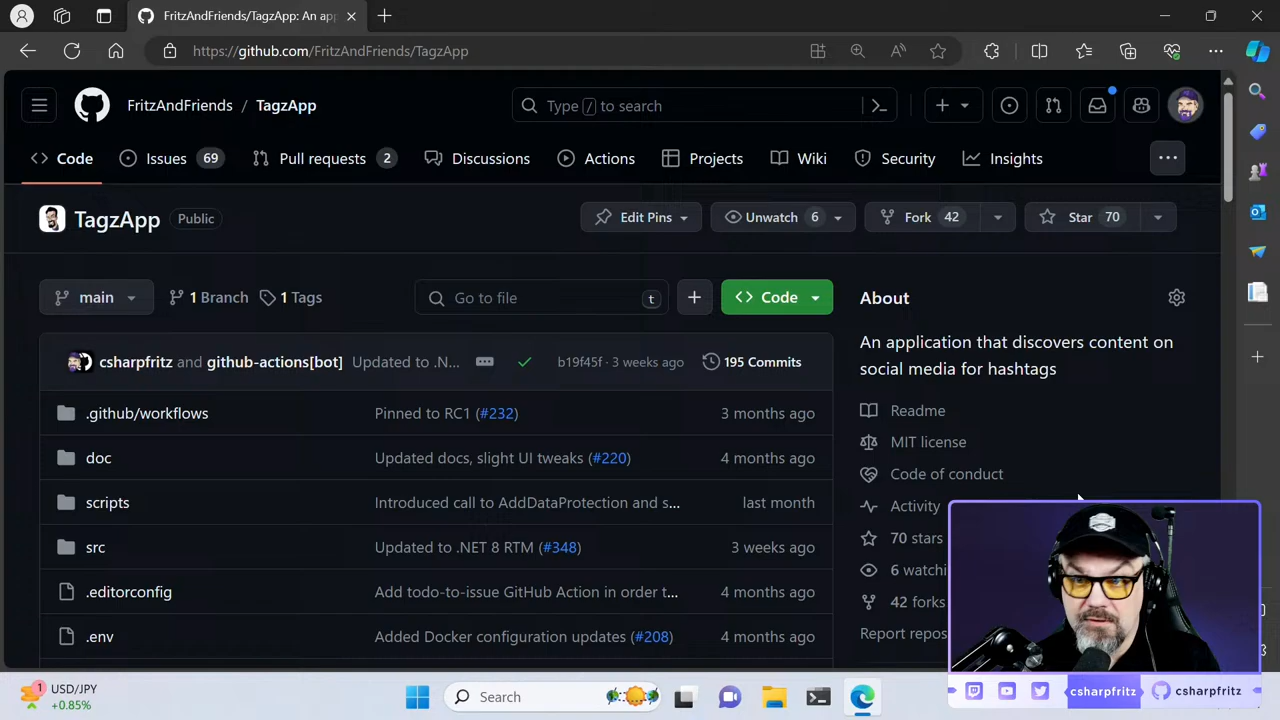 FritzAndFriends/TagzApp: An app
https://github.com/FritzAndFriends/TagzApp
FritzAndFriends / TagzApp
Type / to search
Code
Issues 69
Pull requests 2
Discussions
Actions
Projects
Wiki
Security
Insights
TagzApp Public
Edit Pins
Unwatch 6
Fork 42
Star 70
main
1 Branch
1 Tags
Go to file t
Code
About
csharpfritz and github-actions[bot] Updated to .N... b19f45f · 3 weeks ago 195 Commits
An application that discovers content on
social media for hashtags
.github/workflows Pinned to RC1 (#232) 3 months ago
doc Updated docs, slight UI tweaks (#220) 4 months ago
scripts Introduced call to AddDataProtection and s... last month
src Updated to .NET 8 RTM (#348) 3 weeks ago
.editorconfig Add todo-to-issue GitHub Action in order t... 4 months ago
.env Added Docker configuration updates (#208) 4 months ago
Readme
MIT license
Code of conduct
Activity
70 stars
6 watchi
42 forks
Report repos
csharpfritz
csharpfritz
1
USD/JPY
+0.85%
Search